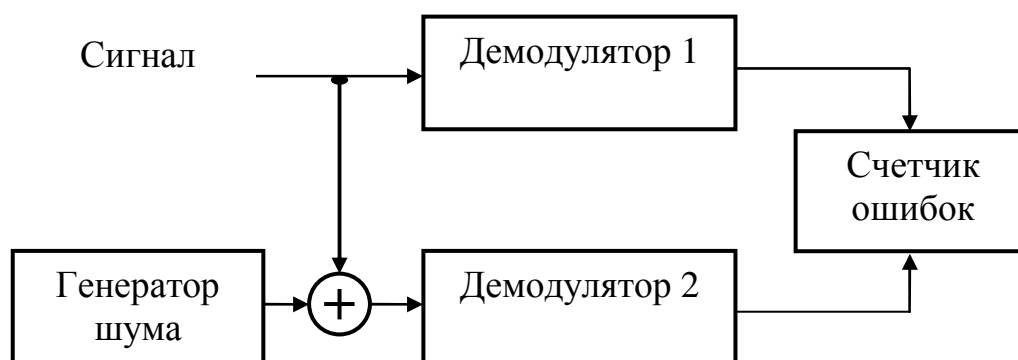 Сигнал
Демодулятор 1
Счетчик
ошибок
Генератор
шума
Демодулятор 2